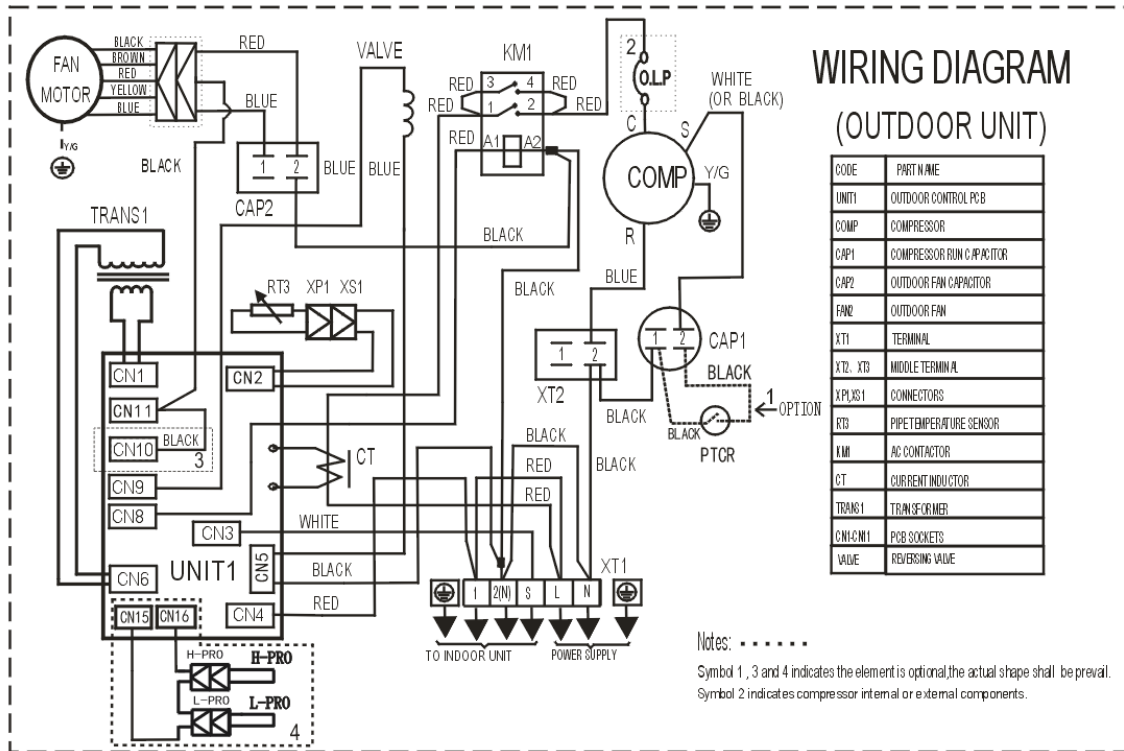 WIRING DIAGRAM
(OUTDOOR UNIT)
FAN
MOTOR
BLACK
BROWN
RED
YELLOW
BLUE
Y/G
RED
BLUE
BLACK
1 2
CAP2
VALVE
BLUE
BLUE
KM1
RED
3 4
RED
1 2
RED
RED
A1 A2
BLACK
BLACK
2
O.L.P
C
S
WHITE
(OR BLACK)
COMP
Y/G
R
BLUE
TRANS1
RT3 XP1 XS1
1 2
XT2
1 2
CAP1
BLACK
BLACK
BLACK
PTCR
1
OPTION
CN1
CN2
CN11
CN10
BLACK
3
CN9
CN8
CN3
CN6
UNIT1
CN5
CN4
CN15
CN16
CT
WHITE
BLACK
RED
BLACK
RED
RED
BLACK
XT1
1 2(N) S L N
TO INDOOR UNIT
POWER SUPPLY
H-PRO
H-PRO
L-PRO
L-PRO
4
CODE PART NAME
UNIT1 OUTDOOR CONTROL PCB
COMP COMPRESSOR
CAP1 COMPRESSOR RUN CAPACITOR
CAP2 OUTDOOR FAN CAPACITOR
FAN2 OUTDOOR FAN
XT1 TERMINAL
XT2、XT3 MIDDLE TERMINAL
XP1,XS1 CONNECTORS
RT3 PIPE TEMPERATURE SENSOR
KM1 AC CONTACTOR
CT CURRENT INDUCTOR
TRANS1 TRANSFORMER
CN1-CN11 PCB SOCKETS
VALVE REVERSING VALVE
Notes: · · · · · ·
Symbol 1 , 3 and 4 indicates the element is optional,the actual shape shall be prevail.
Symbol 2 indicates compressor internal or external components.